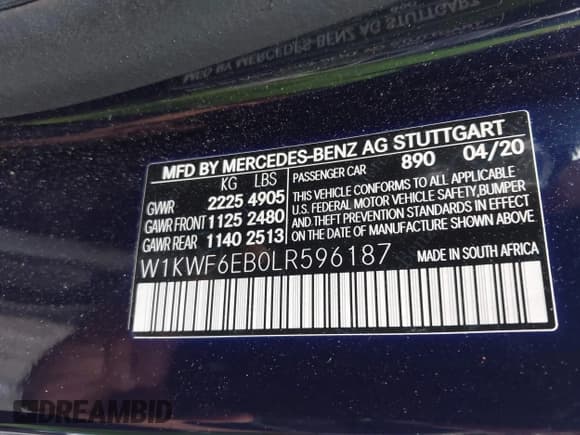 MFD BY MERCEDES-BENZ AG STUTTGART
KG LBS
GVWR 2225 4905
GAWR FRONT 1125 2480
GAWR REAR 1140 2513
PASSENGER CAR 890 04/20
THIS VEHICLE CONFORMS TO ALL APPLICABLE
U.S. FEDERAL MOTOR VEHICLE SAFETY,BUMPER
AND THEFT PREVENTION STANDARDS IN EFFECT
ON THE DATE OF MANUFACTURE SHOWN ABOVE.
W1KWF6EB0LR596187
MADE IN SOUTH AFRICA
DREAMBID